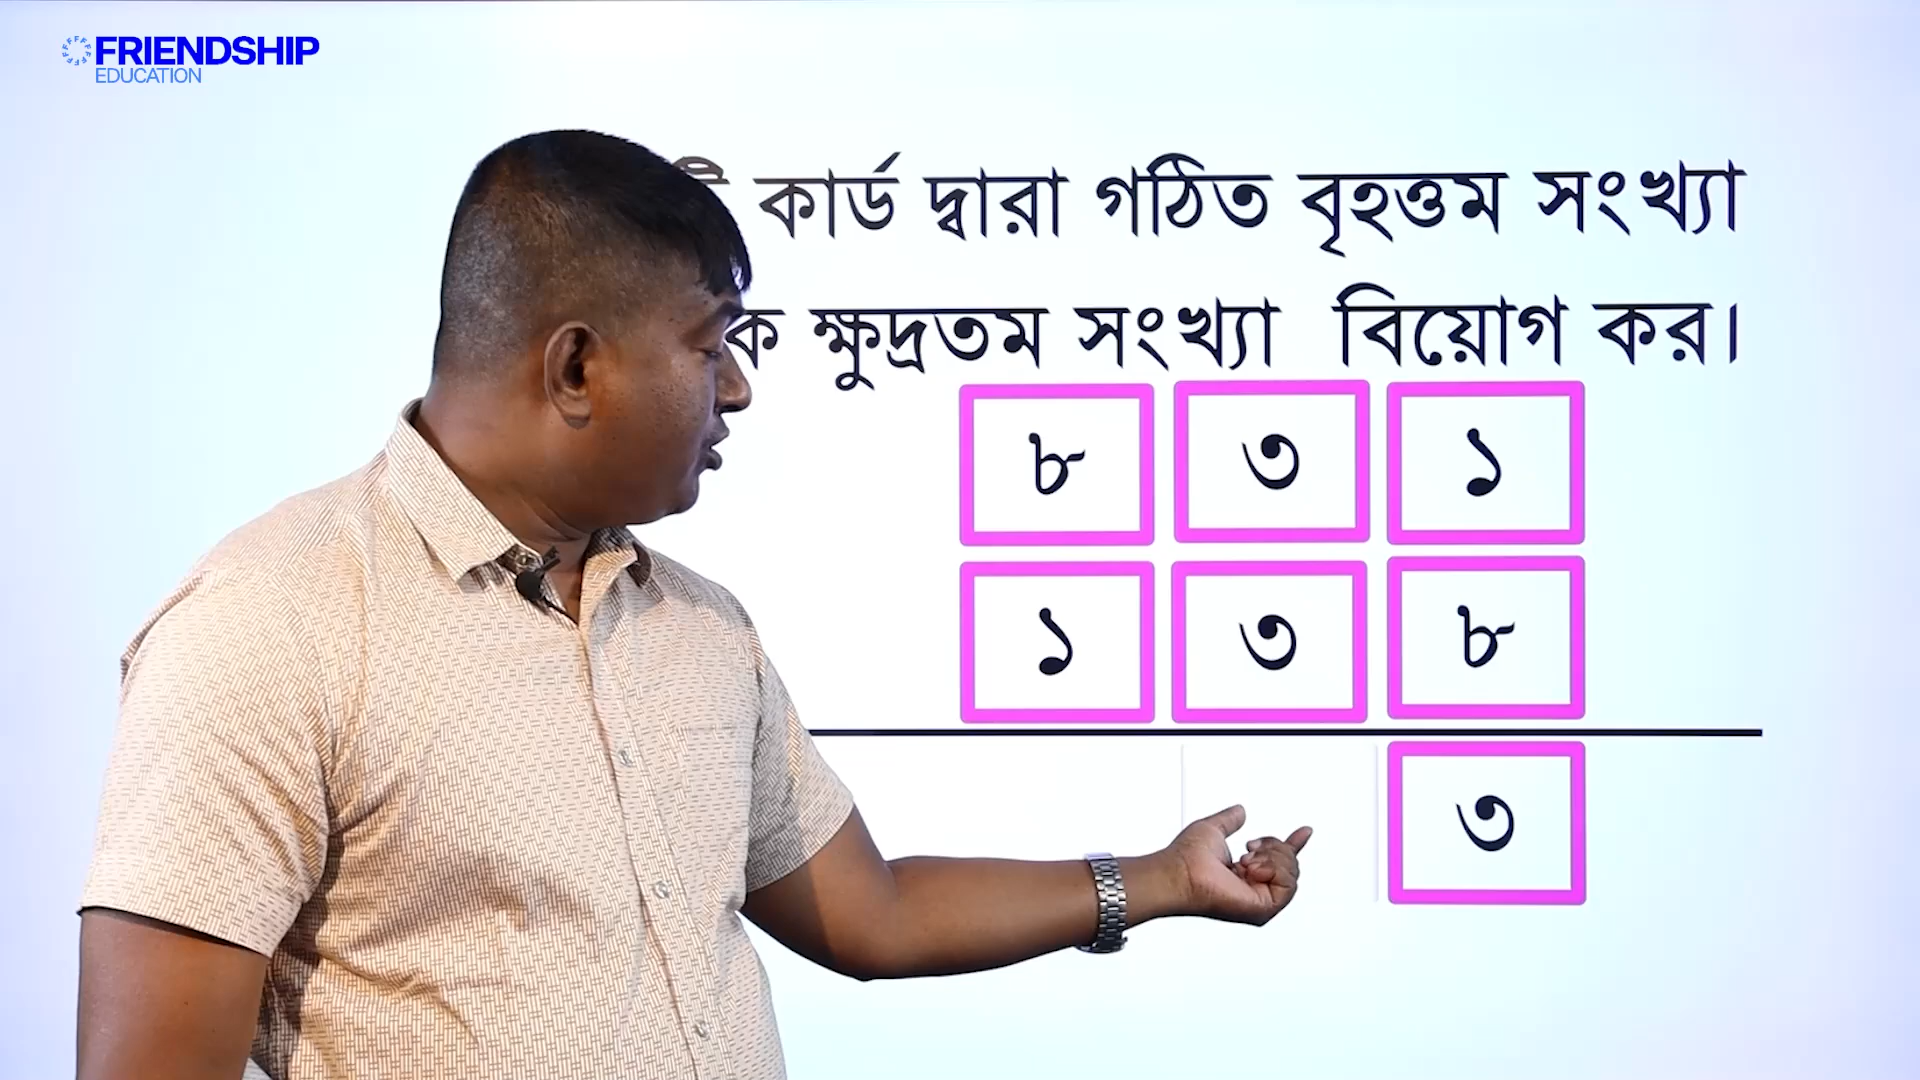 FRIENDSHIP
EDUCATION
কার্ড দ্বারা গঠিত বৃহত্তম সংখ্যা
ক্ষুদ্রতম সংখ্যা বিয়োগ কর।
৮ ৩ ১
১ ৩ ৮
৩